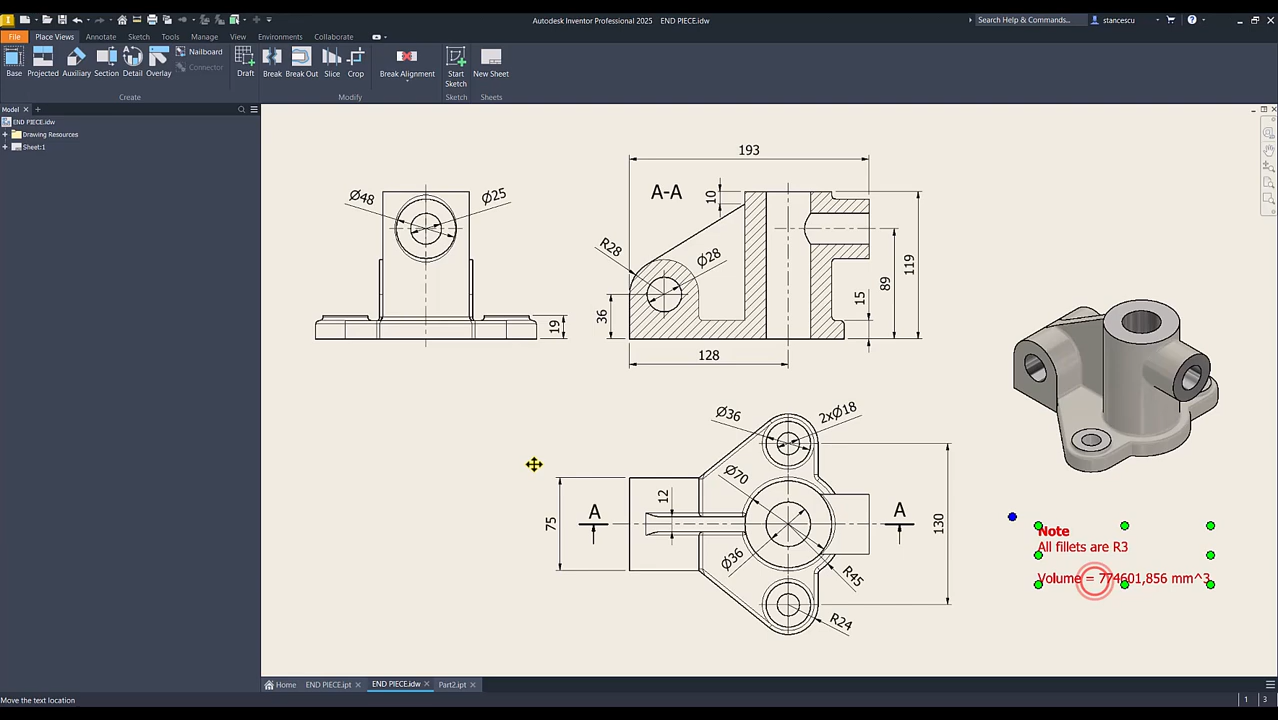 Autodesk Inventor Professional 2025 END PIECE.idw
Search Help & Commands...
stancescu
File Place Views Annotate Sketch Tools Manage View Environments Collaborate
Base Projected Auxiliary Section Detail Overlay
Nailboard
Connector
Draft Break Break Out Slice Crop Break Alignment
Start Sketch New Sheet
Create Modify Sketch Sheets
Model
END PIECE.idw
Drawing Resources
Sheet:1
193
A-A
10
Ø48
Ø25
R28
Ø28
36
128
15
89
119
19
Ø36
2xØ18
Ø70
12
75
A
A
130
Ø36
R45
R24
Note
All fillets are R3
Volume = 774601,856 mm^3
Home END PIECE.ipt END PIECE.idw Part2.ipt
Move the text location
1 3